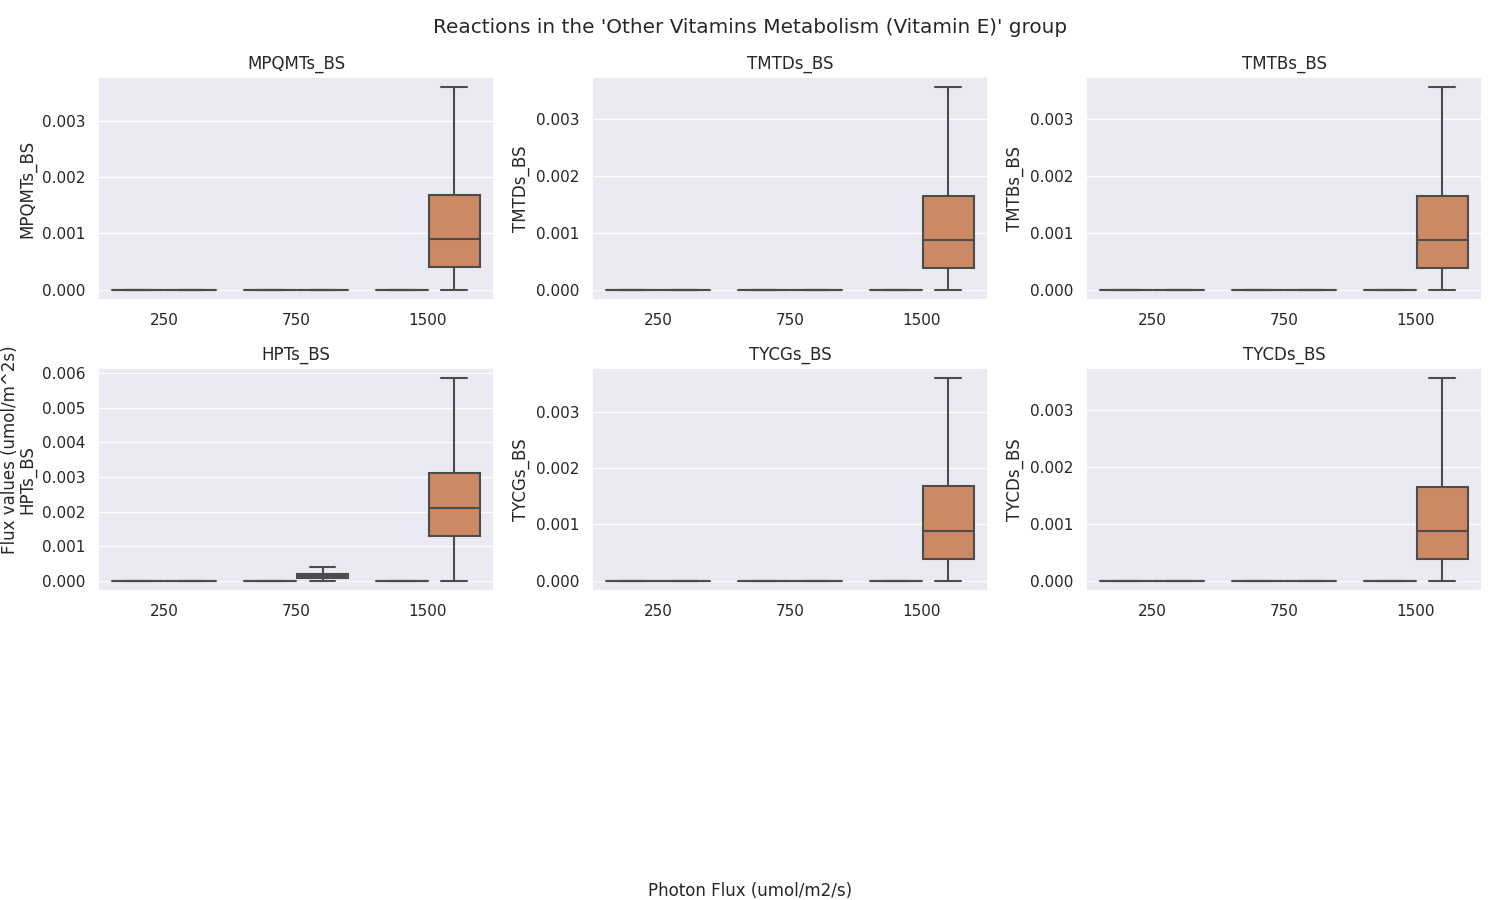 Reactions in the 'Other Vitamins Metabolism (Vitamin E)' group
MPQMTs_BS
MPQMTs_BS
0.003
0.002
0.001
0.000
250 750 1500
TMTDs_BS
TMTDs_BS
0.003
0.002
0.001
0.000
250 750 1500
TMTBs_BS
TMTBs_BS
0.003
0.002
0.001
0.000
250 750 1500
Flux values (umol/m^2s)
HPTs_BS
HPTs_BS
0.006
0.005
0.004
0.003
0.002
0.001
0.000
250 750 1500
TYCGs_BS
TYCGs_BS
0.003
0.002
0.001
0.000
250 750 1500
TYCDs_BS
TYCDs_BS
0.003
0.002
0.001
0.000
250 750 1500
Photon Flux (umol/m2/s)